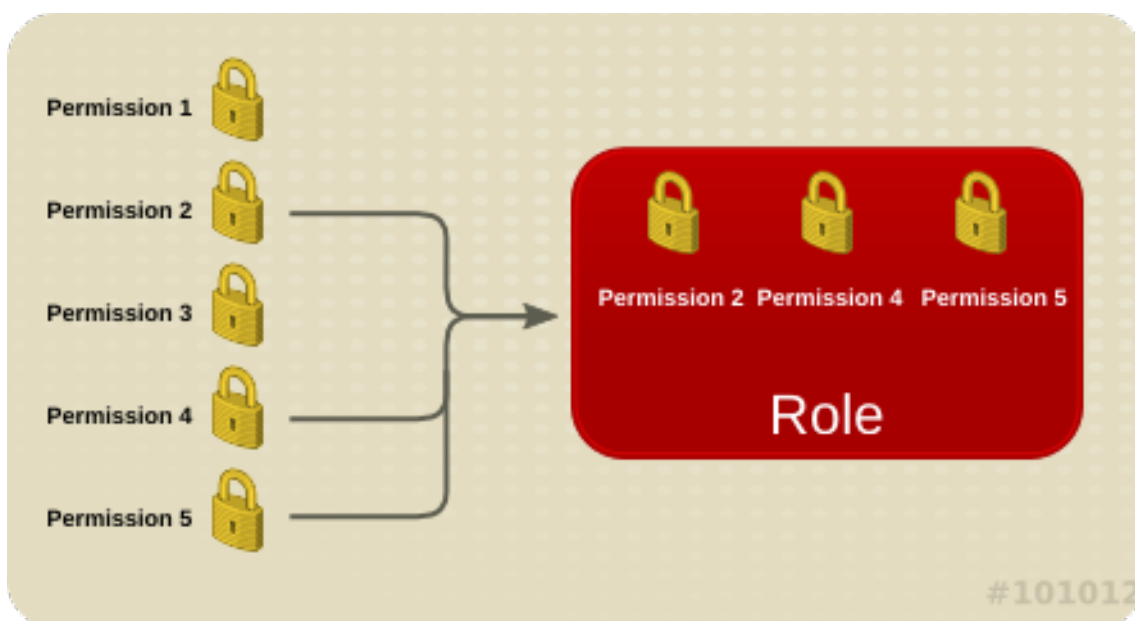 Permission 1
Permission 2
Permission 3
Permission 4
Permission 5
Permission 2 Permission 4 Permission 5
Role
#101012